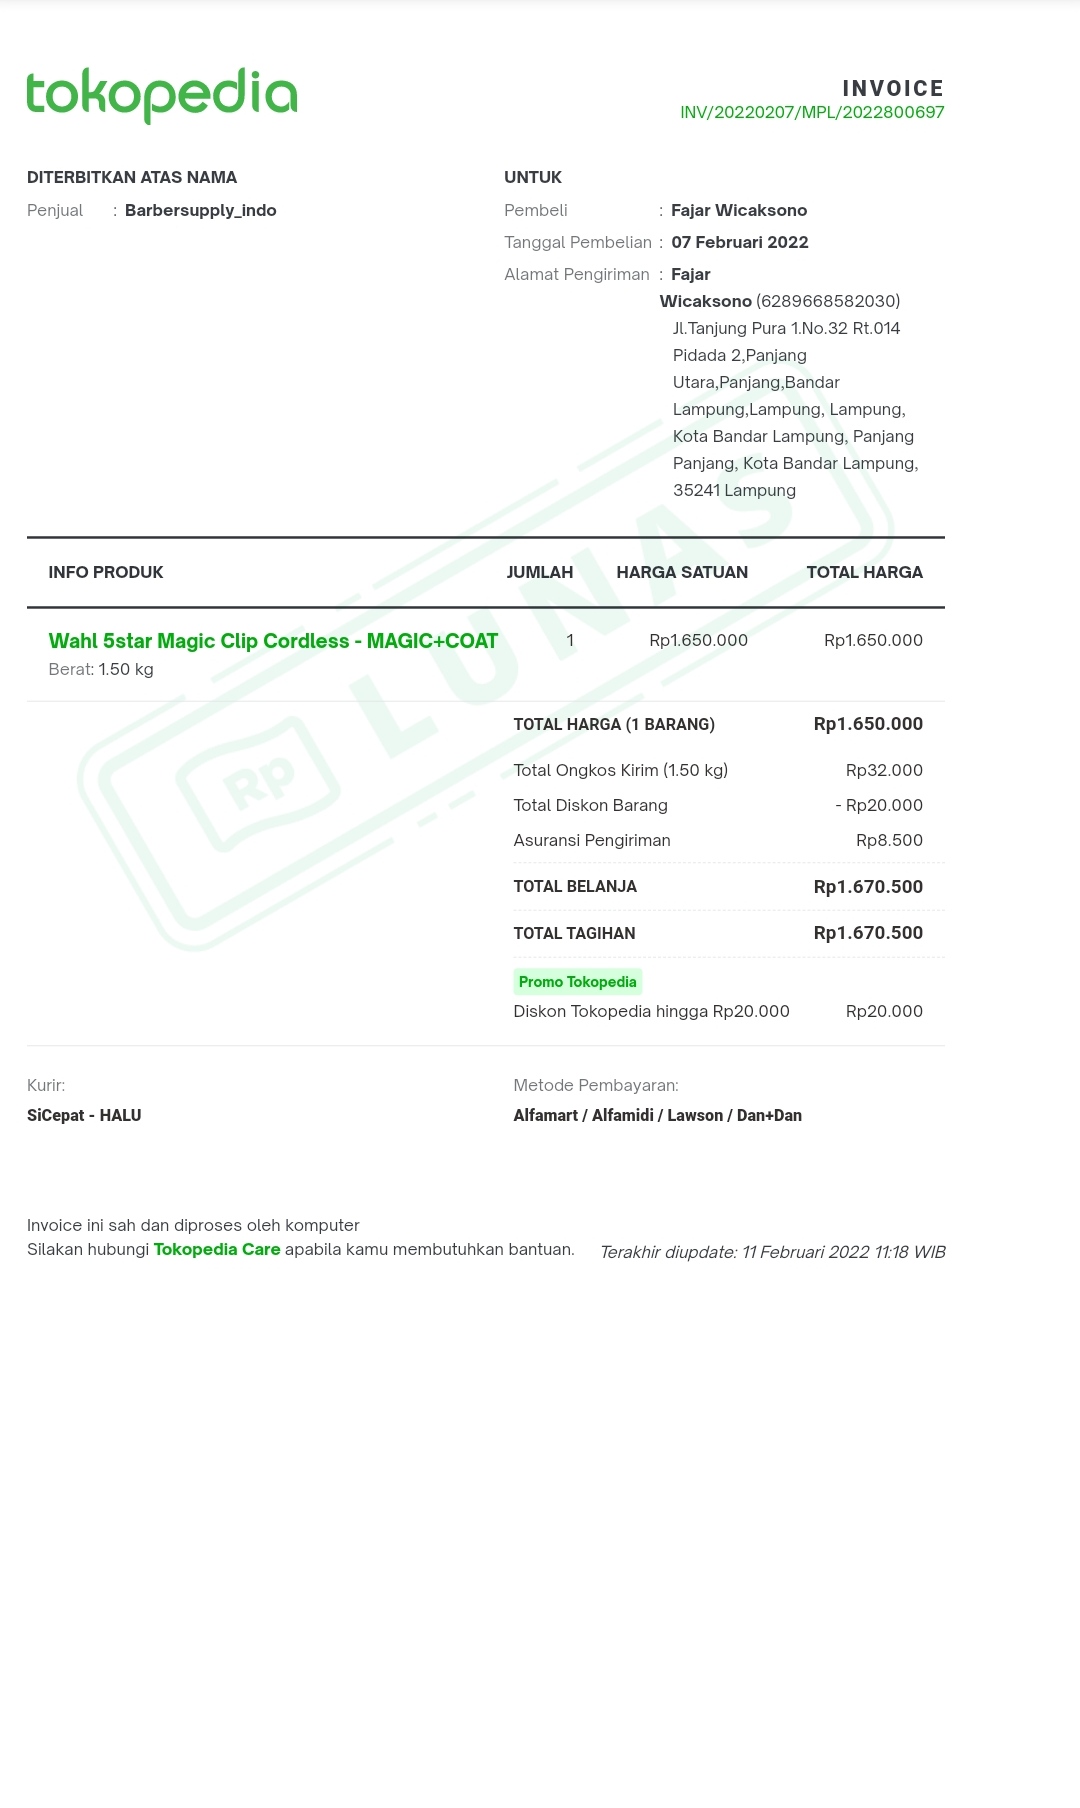 tokopedia
INVOICE
INV/20220207/MPL/2022800697
DITERBITKAN ATAS NAMA
Penjual : Barbersupply_indo
UNTUK
Pembeli : Fajar Wicaksono
Tanggal Pembelian : 07 Februari 2022
Alamat Pengiriman : Fajar
Wicaksono (6289668582030)
Jl.Tanjung Pura 1.No.32 Rt.014
Pidada 2,Panjang
Utara,Panjang,Bandar
Lampung,Lampung, Lampung,
Kota Bandar Lampung, Panjang
Panjang, Kota Bandar Lampung,
35241 Lampung
INFO PRODUK JUMLAH HARGA SATUAN TOTAL HARGA
Wahl 5star Magic Clip Cordless - MAGIC+COAT 1 Rp1.650.000 Rp1.650.000
Berat: 1.50 kg
Rp LUNAS
TOTAL HARGA (1 BARANG) Rp1.650.000
Total Ongkos Kirim (1.50 kg) Rp32.000
Total Diskon Barang - Rp20.000
Asuransi Pengiriman Rp8.500
TOTAL BELANJA Rp1.670.500
TOTAL TAGIHAN Rp1.670.500
Promo Tokopedia
Diskon Tokopedia hingga Rp20.000 Rp20.000
Kurir:
SiCepat - HALU
Metode Pembayaran:
Alfamart / Alfamidi / Lawson / Dan+Dan
Invoice ini sah dan diproses oleh komputer
Silakan hubungi Tokopedia Care apabila kamu membutuhkan bantuan.
Terakhir diupdate: 11 Februari 2022 11:18 WIB